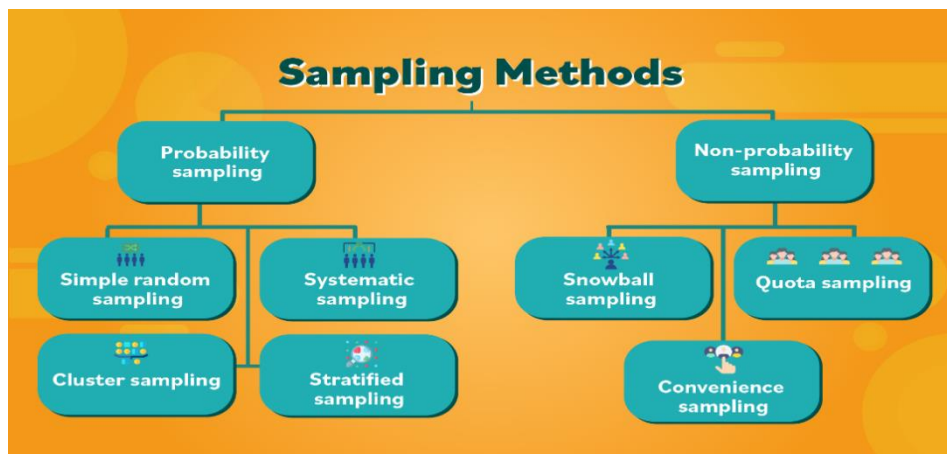 Sampling Methods
Probability
sampling
Non-probability
sampling
Simple random
sampling
Systematic
sampling
Snowball
sampling
Quota sampling
Cluster sampling
Stratified
sampling
Convenience
sampling